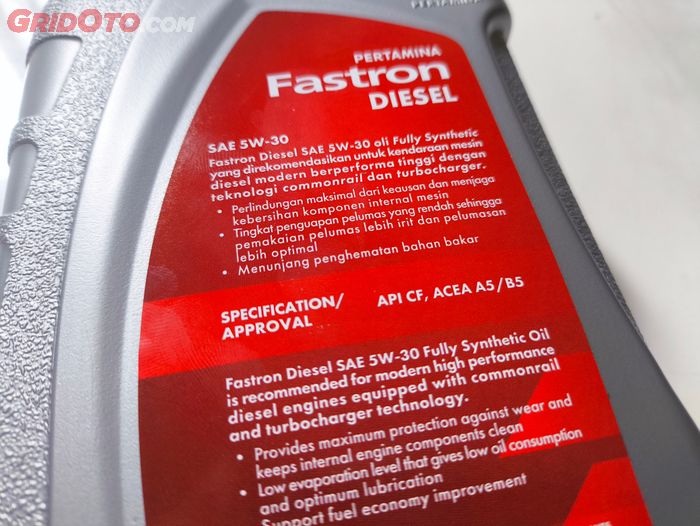 GRIDOTO.COM
PERTAMINA
Fastron
DIESEL
SAE 5W-30
Fastron Diesel SAE 5W-30 oli Fully Synthetic
yang direkomendasikan untuk kendaraan mesin
diesel modern berperforma tinggi dengan
teknologi commonrail dan turbocharger.
• Perlindungan maksimal dari keausan dan menjaga
kebersihan komponen internal mesin
• Tingkat penguapan pelumas yang rendah sehingga
pemakaian pelumas lebih irit dan pelumasan
lebih optimal
• Menunjang penghematan bahan bakar
SPECIFICATION/
APPROVAL
API CF, ACEA A5/B5
Fastron Diesel SAE 5W-30 Fully Synthetic Oil
is recommended for modern high performance
diesel engines equipped with commonrail
and turbocharger technology.
• Provides maximum protection against wear and
keeps internal engine components clean
• Low evaporation level that gives low oil consumption
and optimum lubrication
Support fuel economy improvement